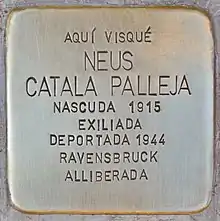 AQUÍ VISQUÉ
NEUS
CATALA PALLEJA
NASCUDA 1915
EXILIADA
DEPORTADA 1944
RAVENSBRUCK
ALLIBERADA